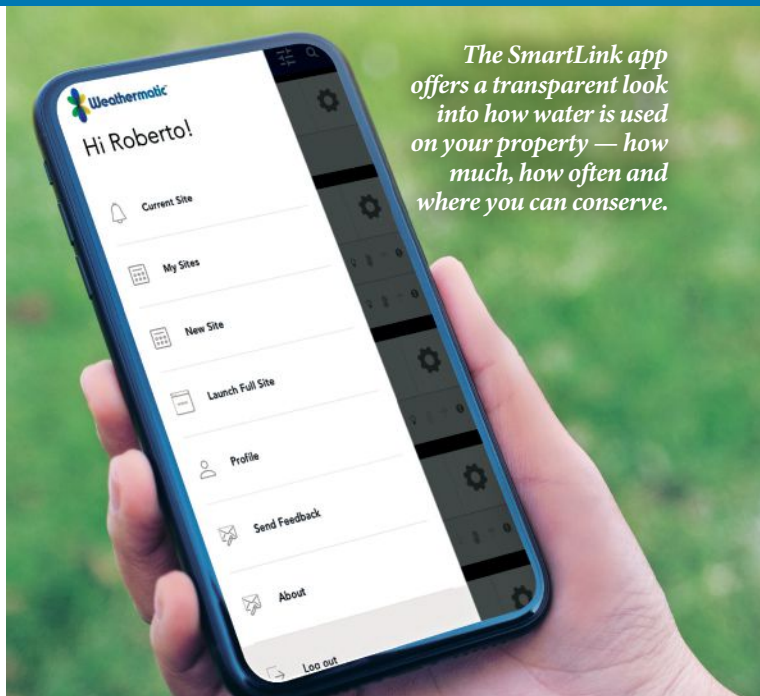 The SmartLink app
offers a transparent look
into how water is used
on your property — how
much, how often and
where you can conserve.
Weathermatic
Hi Roberto!
Current Site
My Sites
New Site
Launch Full Site
Profile
Send Feedback
About
Log out